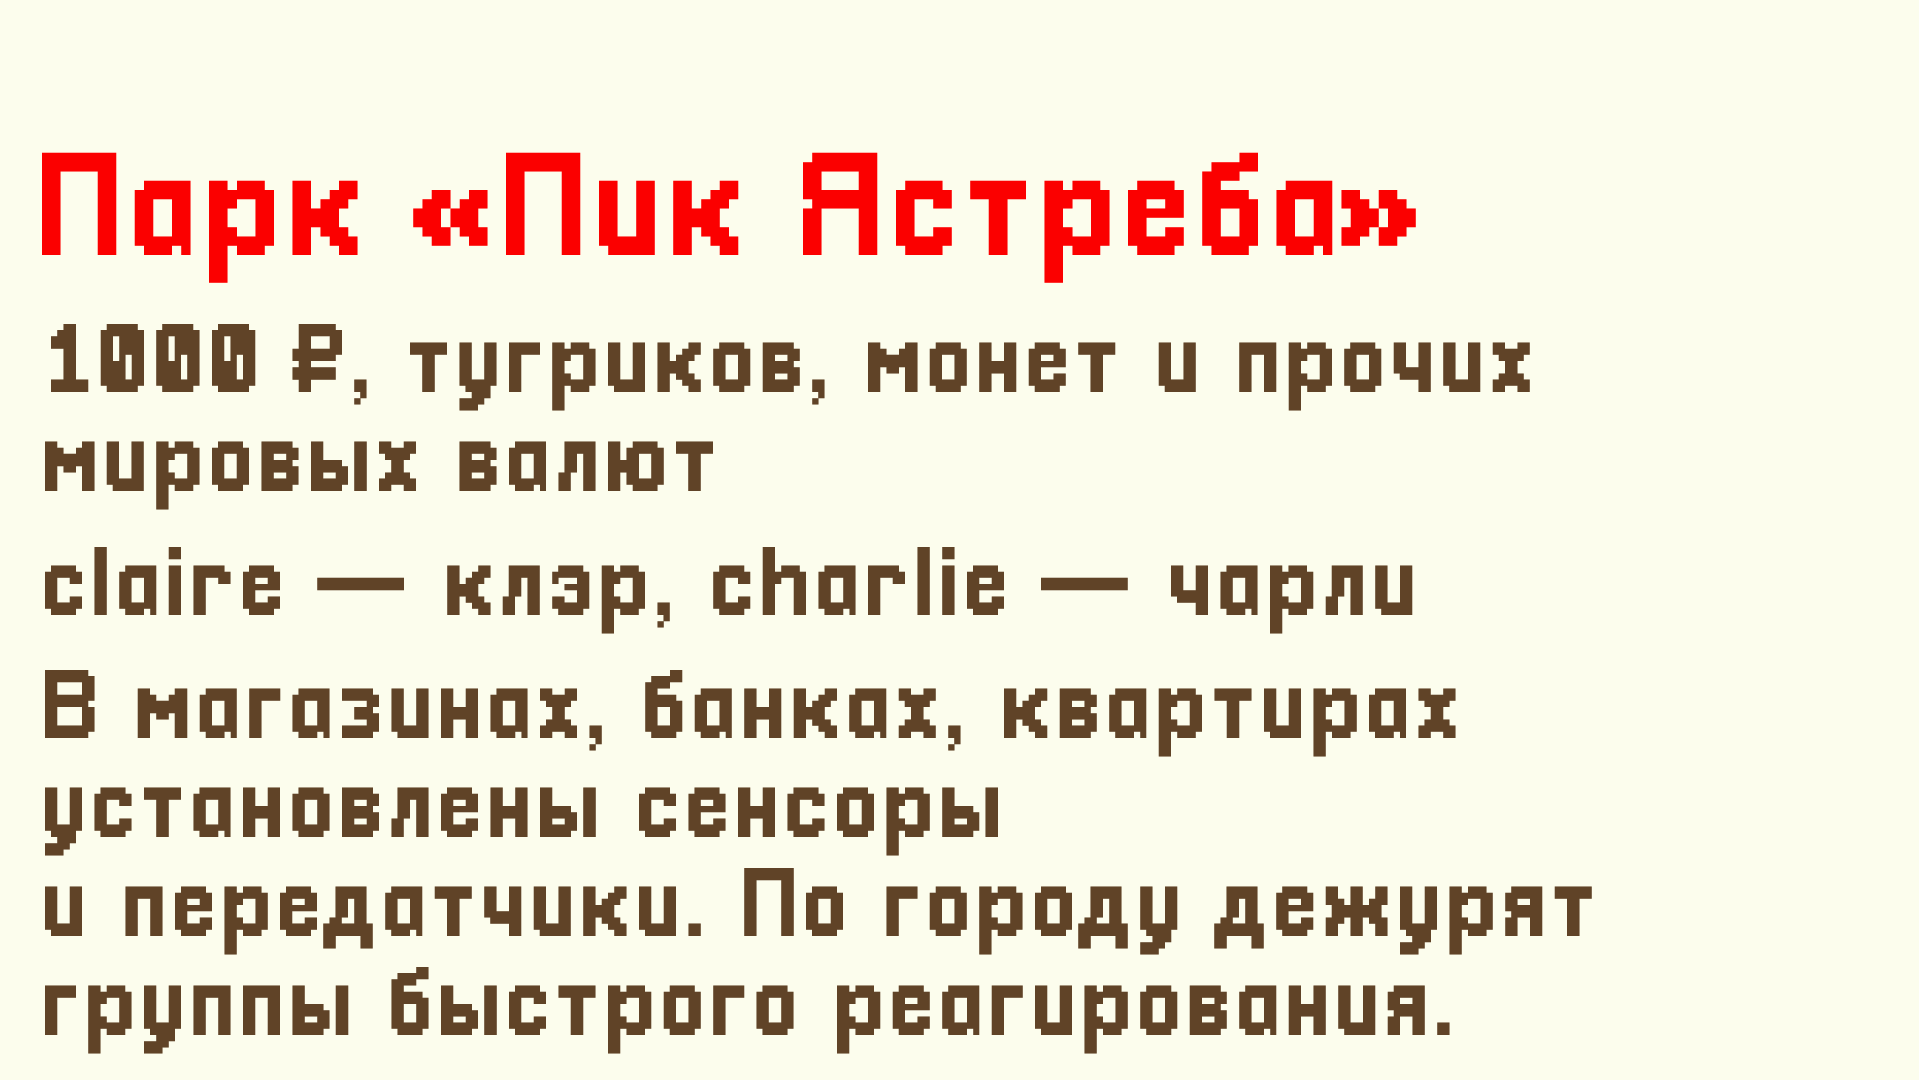 Парк «Пик Ястреба»
1000 ₽, тугриков, монет и прочих
мировых валют
claire — клэр, charlie — чарли
В магазинах, банках, квартирах
установлены сенсоры
и передатчики. По городу дежурят
группы быстрого реагирования.